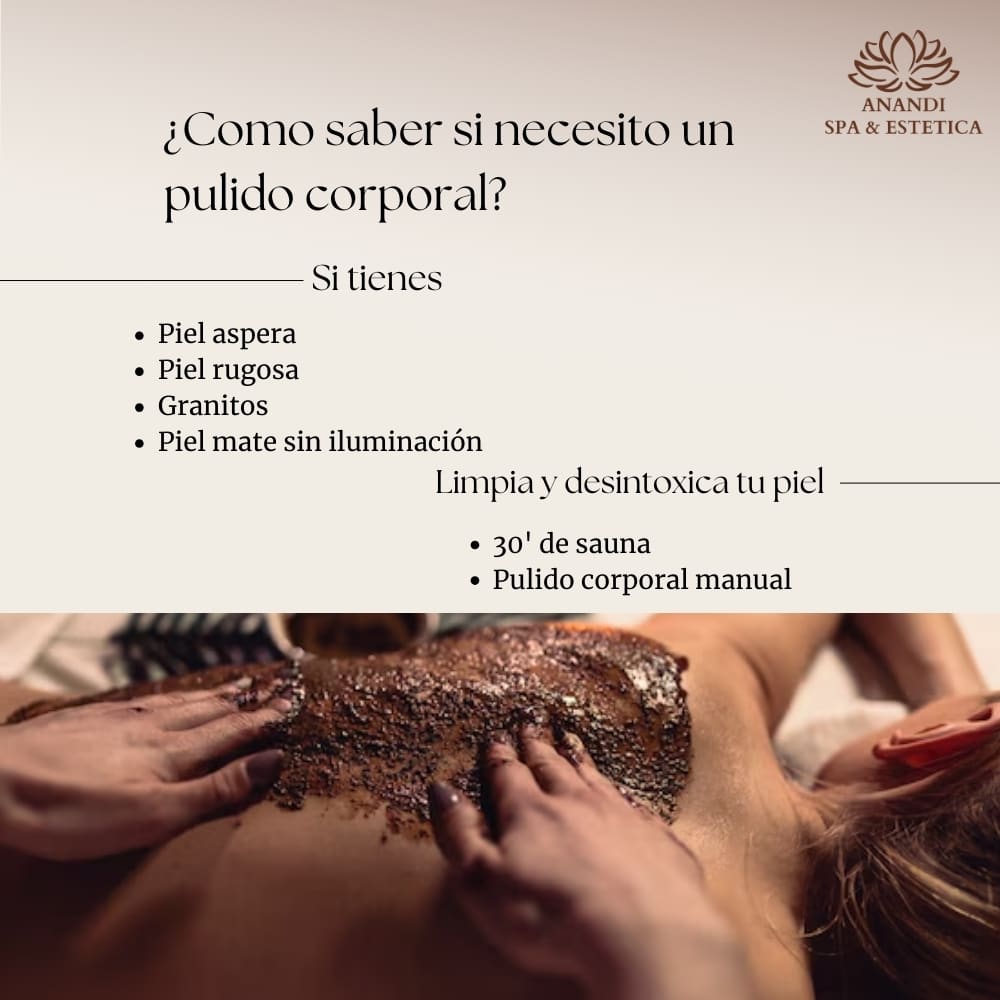 ANANDI
SPA & ESTETICA
¿Como saber si necesito un
pulido corporal?
Si tienes
• Piel aspera
• Piel rugosa
• Granitos
• Piel mate sin iluminación
Limpia y desintoxica tu piel
• 30' de sauna
• Pulido corporal manual